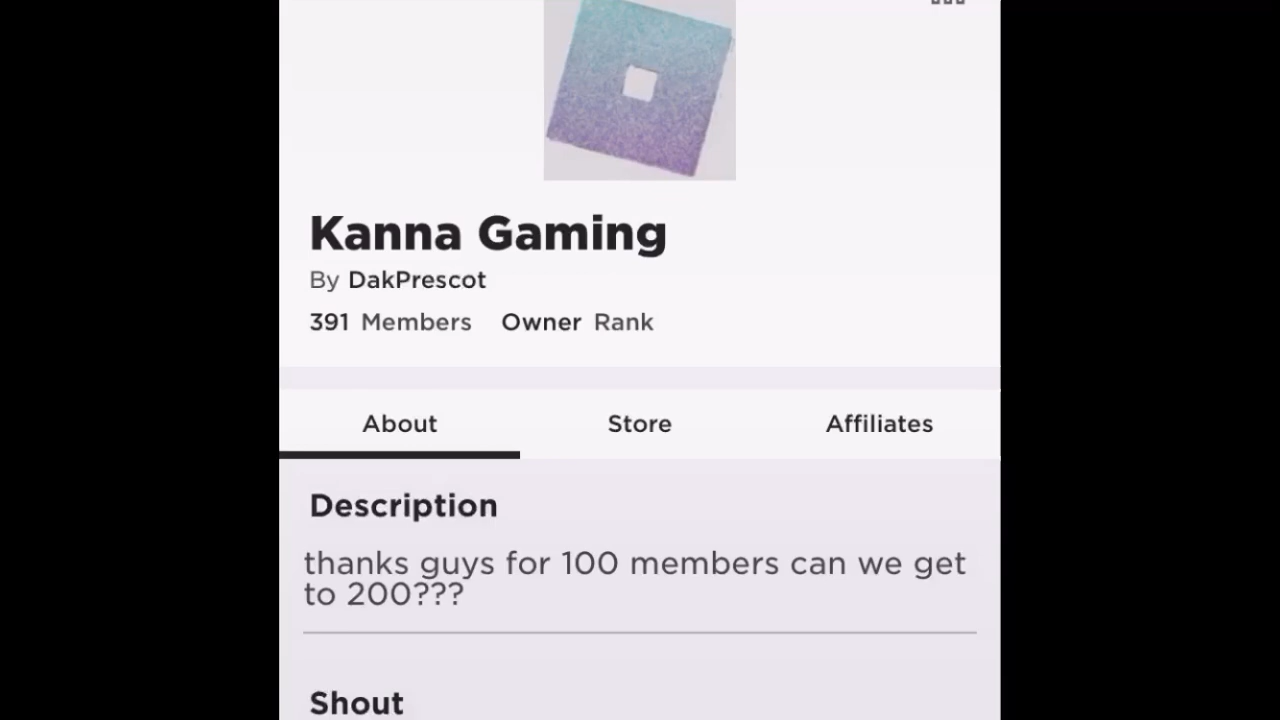 Kanna Gaming
By DakPrescot
391 Members Owner Rank
About Store Affiliates
Description
thanks guys for 100 members can we get
to 200???
Shout